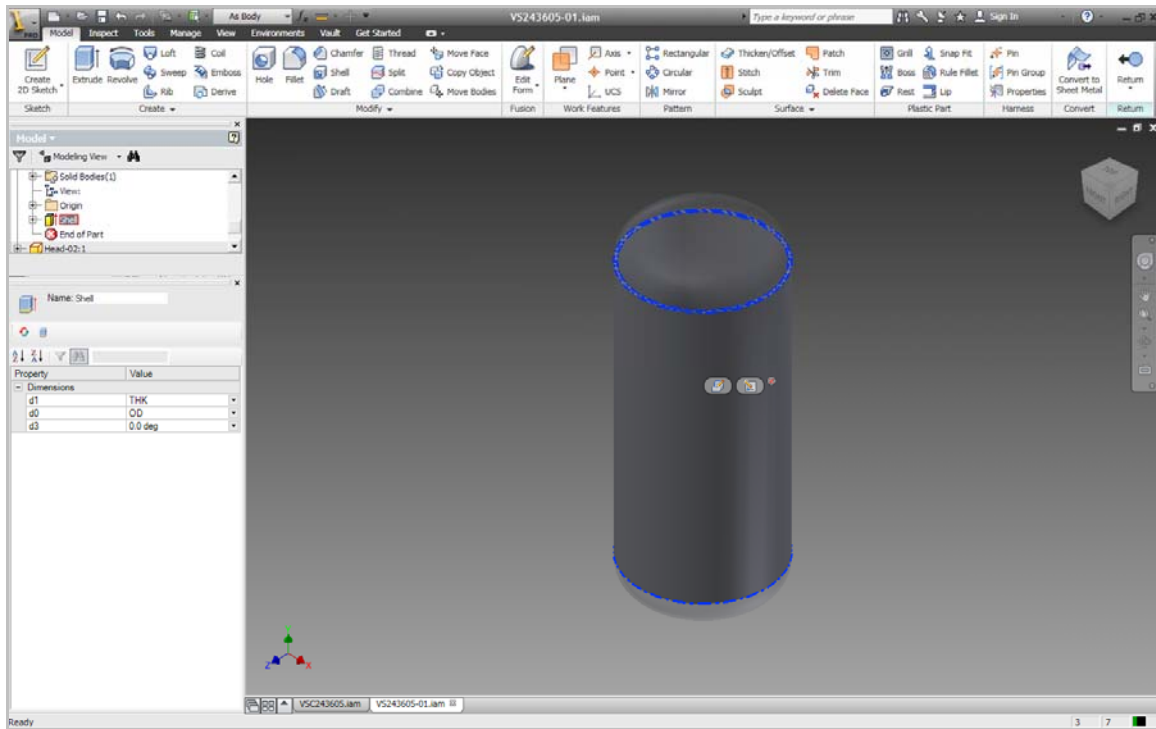 As Body
VS243605-01.iam
Type a keyword or phrase
Sign In
PRO
Model Inspect Tools Manage View Environments Vault Get Started
Create 2D Sketch
Extrude Revolve
Loft
Sweep
Rib
Coil
Emboss
Derive
Hole Fillet
Chamfer
Shell
Draft
Thread
Split
Combine
Move Face
Copy Object
Move Bodies
Edit Form
Plane
Axis
Point
UCS
Rectangular
Circular
Mirror
Thicken/Offset
Stitch
Sculpt
Patch
Trim
Delete Face
Grill
Boss
Rest
Snap Fit
Rule Fillet
Lip
Pin
Pin Group
Properties
Convert to Sheet Metal
Return
Sketch Create Modify Fusion Work Features Pattern Surface Plastic Part Harness Convert Return
Model
Modeling View
Solid Bodies(1)
View:
Origin
Shell
End of Part
Head-02:1
Name: Shell
Property Value
Dimensions
d1 THK
d0 OD
d3 0.0 deg
Z X
VSC243605.iam VS243605-01.iam
Ready 3 7